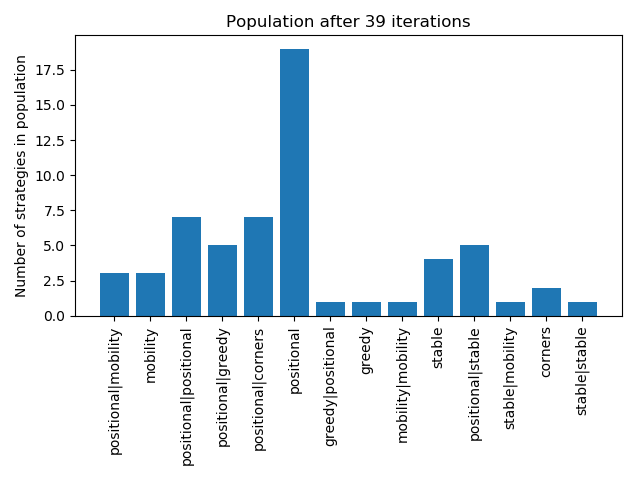 Population after 39 iterations
Number of strategies in population
17.5
15.0
12.5
10.0
7.5
5.0
2.5
0.0
positional|mobility
mobility
positional|positional
positional|greedy
positional|corners
positional
greedy|positional
greedy
mobility|mobility
stable
positional|stable
stable|mobility
corners
stable|stable